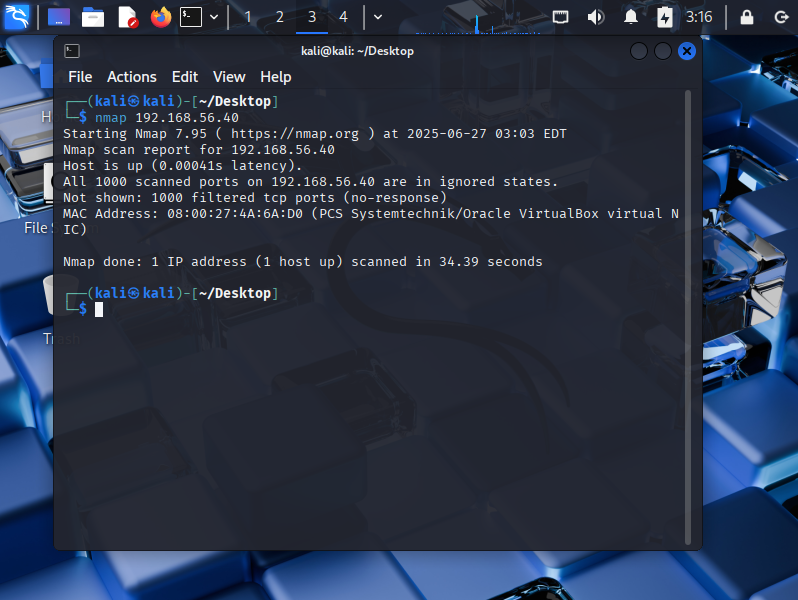 1 2 3 4 3:16
kali@kali: ~/Desktop
File Actions Edit View Help
┌──(kali㉿kali)-[~/Desktop]
└─$ nmap 192.168.56.40
Starting Nmap 7.95 ( https://nmap.org ) at 2025-06-27 03:03 EDT
Nmap scan report for 192.168.56.40
Host is up (0.00041s latency).
All 1000 scanned ports on 192.168.56.40 are in ignored states.
Not shown: 1000 filtered tcp ports (no-response)
MAC Address: 08:00:27:4A:6A:D0 (PCS Systemtechnik/Oracle VirtualBox virtual N
IC)
Nmap done: 1 IP address (1 host up) scanned in 34.39 seconds
┌──(kali㉿kali)-[~/Desktop]
└─$
H
File S
Trash